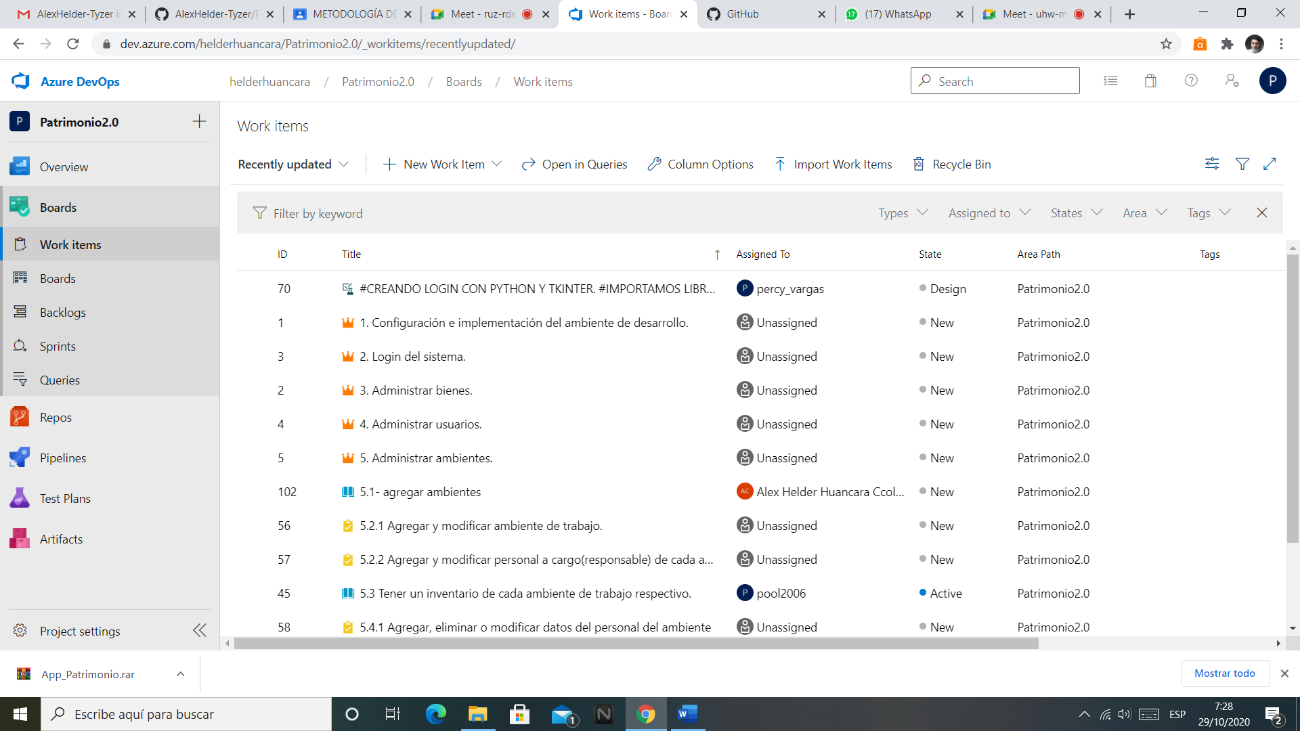 AlexHelder-Tyzer in
AlexHelder-Tyzer/P
METODOLOGÍA DE
Meet - ruz-rde
Work items - Boar
GitHub
(17) WhatsApp
Meet - uhw-m
dev.azure.com/helderhuancara/Patrimonio2.0/_workitems/recentlyupdated/
Azure DevOps
helderhuancara / Patrimonio2.0 / Boards / Work items
Search
P
P Patrimonio2.0
Overview
Boards
Work items
Boards
Backlogs
Sprints
Queries
Repos
Pipelines
Test Plans
Artifacts
Project settings
Work items
Recently updated New Work Item Open in Queries Column Options Import Work Items Recycle Bin
Filter by keyword Types Assigned to States Area Tags
ID Title Assigned To State Area Path Tags
70 #CREANDO LOGIN CON PYTHON Y TKINTER. #IMPORTAMOS LIBR... P percy_vargas Design Patrimonio2.0
1 1. Configuración e implementación del ambiente de desarrollo. Unassigned New Patrimonio2.0
3 2. Login del sistema. Unassigned New Patrimonio2.0
2 3. Administrar bienes. Unassigned New Patrimonio2.0
4 4. Administrar usuarios. Unassigned New Patrimonio2.0
5 5. Administrar ambientes. Unassigned New Patrimonio2.0
102 5.1- agregar ambientes AC Alex Helder Huancara Ccol... New Patrimonio2.0
56 5.2.1 Agregar y modificar ambiente de trabajo. Unassigned New Patrimonio2.0
57 5.2.2 Agregar y modificar personal a cargo(responsable) de cada a... Unassigned New Patrimonio2.0
45 5.3 Tener un inventario de cada ambiente de trabajo respectivo. P pool2006 Active Patrimonio2.0
58 5.4.1 Agregar, eliminar o modificar datos del personal del ambiente Unassigned New Patrimonio2.0
App_Patrimonio.rar
Mostrar todo
Escribe aquí para buscar
1
N
ESP
7:28
29/10/2020
2